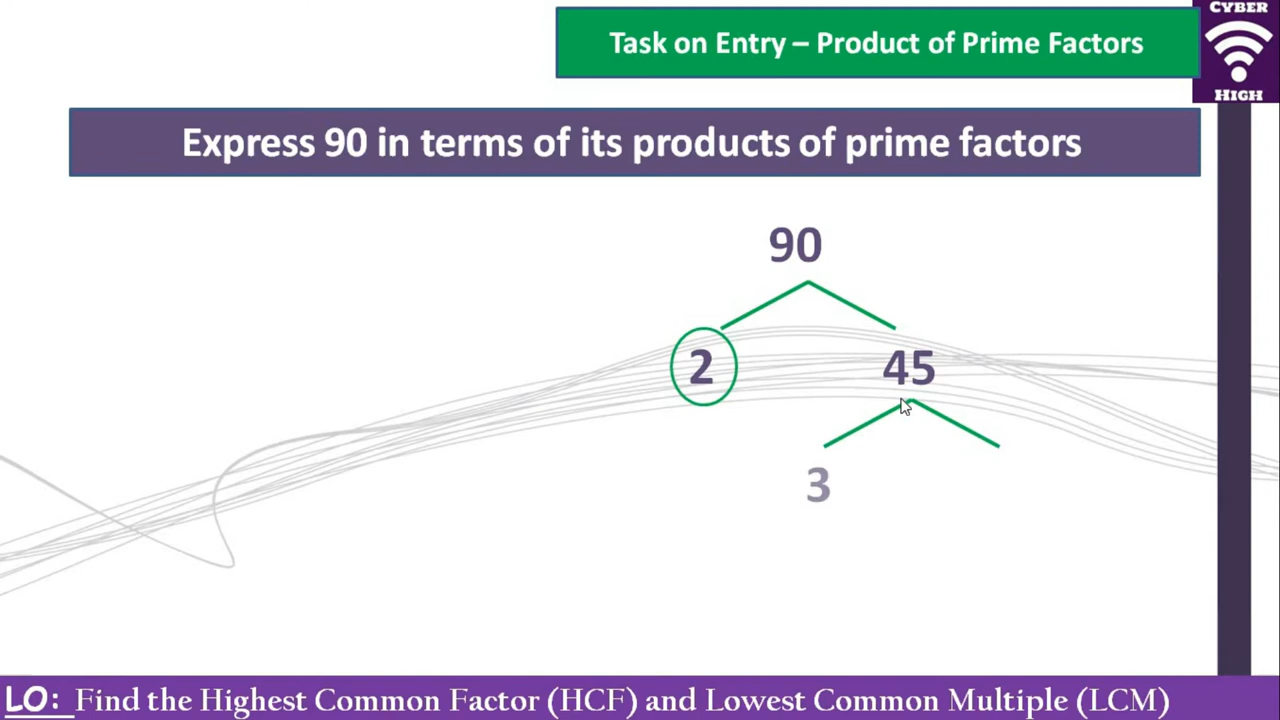 CYBER
HIGH
Task on Entry – Product of Prime Factors
Express 90 in terms of its products of prime factors
90
2 45
3
LO: Find the Highest Common Factor (HCF) and Lowest Common Multiple (LCM)